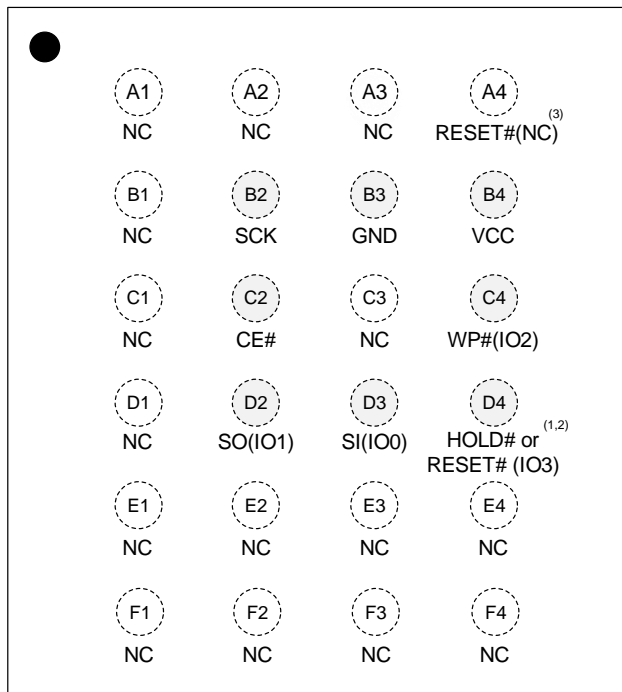 A1 A2 A3 A4
NC NC NC RESET#(NC) (3)
B1 B2 B3 B4
NC SCK GND VCC
C1 C2 C3 C4
NC CE# NC WP#(IO2)
D1 D2 D3 D4
NC SO(IO1) SI(IO0) HOLD# or (1,2)
RESET# (IO3)
E1 E2 E3 E4
NC NC NC NC
F1 F2 F3 F4
NC NC NC NC